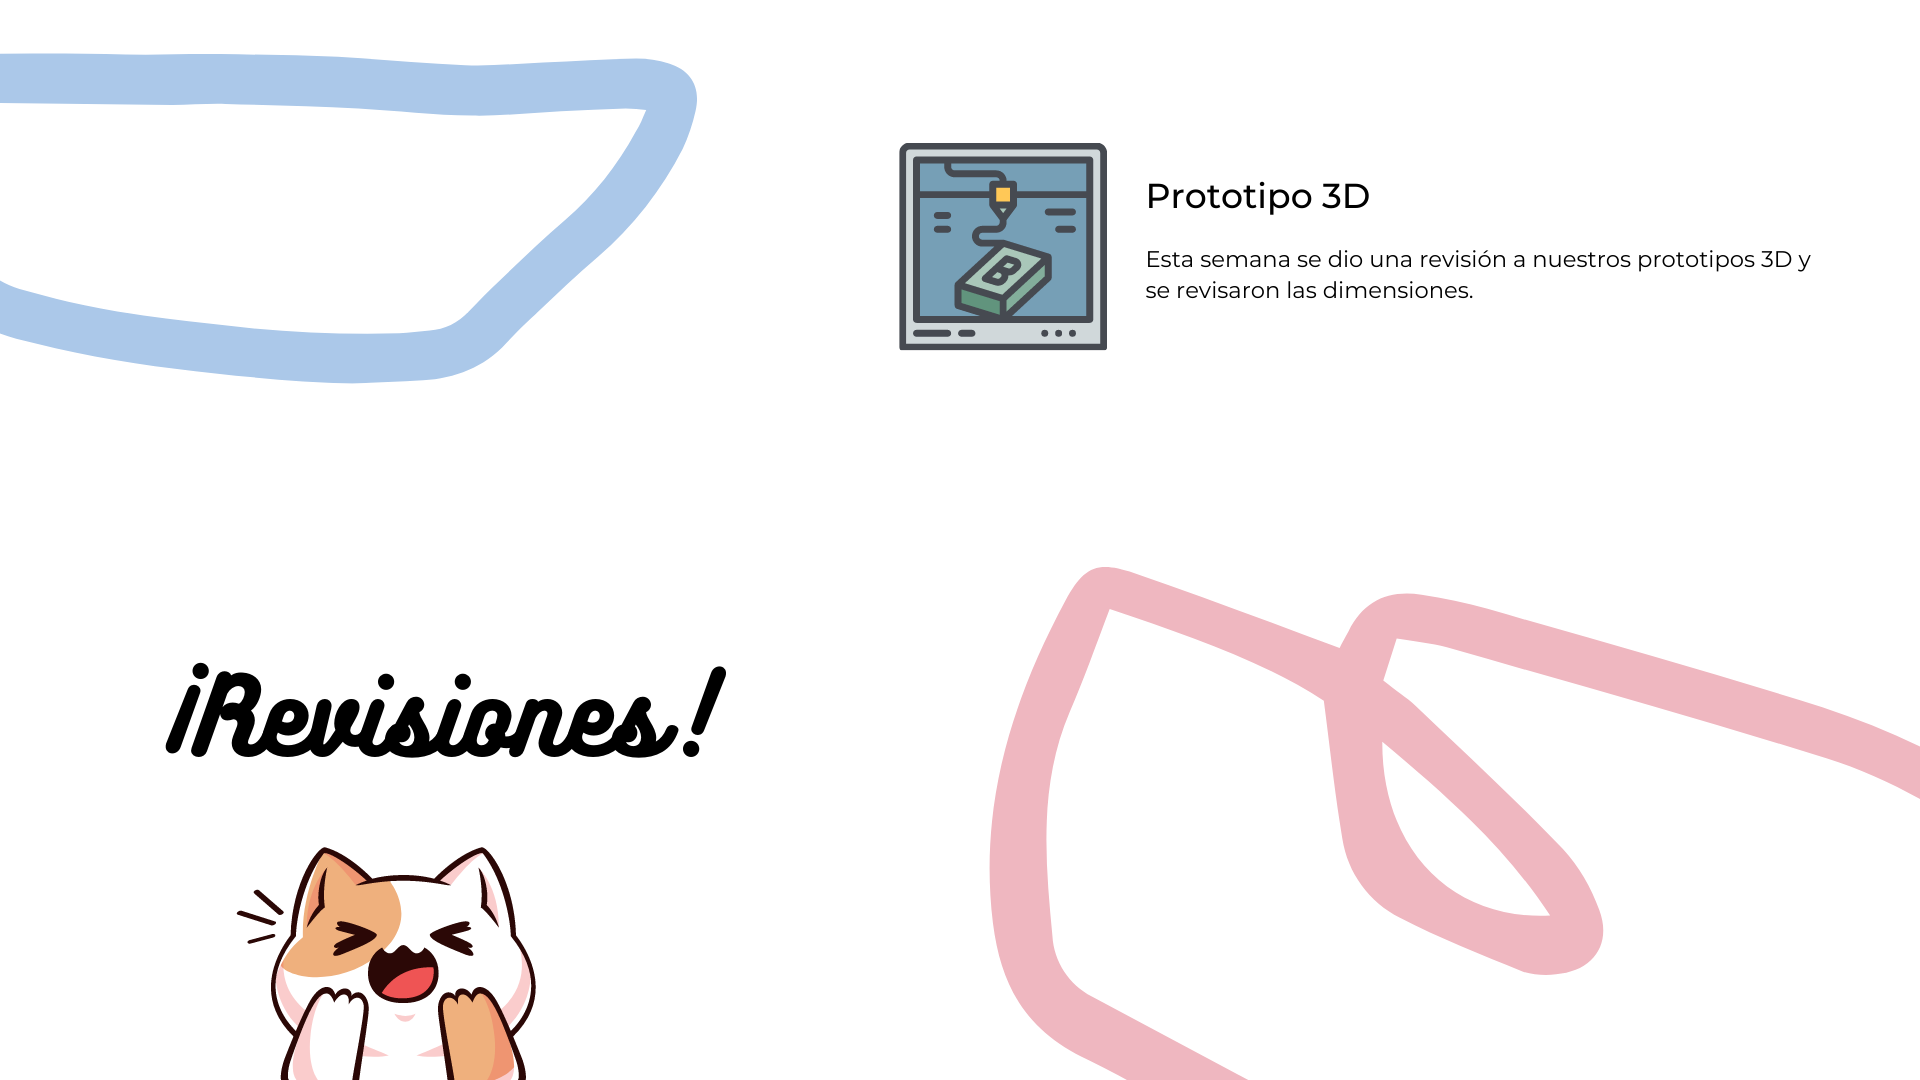 Prototipo 3D
Esta semana se dio una revisión a nuestros prototipos 3D y
se revisaron las dimensiones.
B
¡Revisiones!